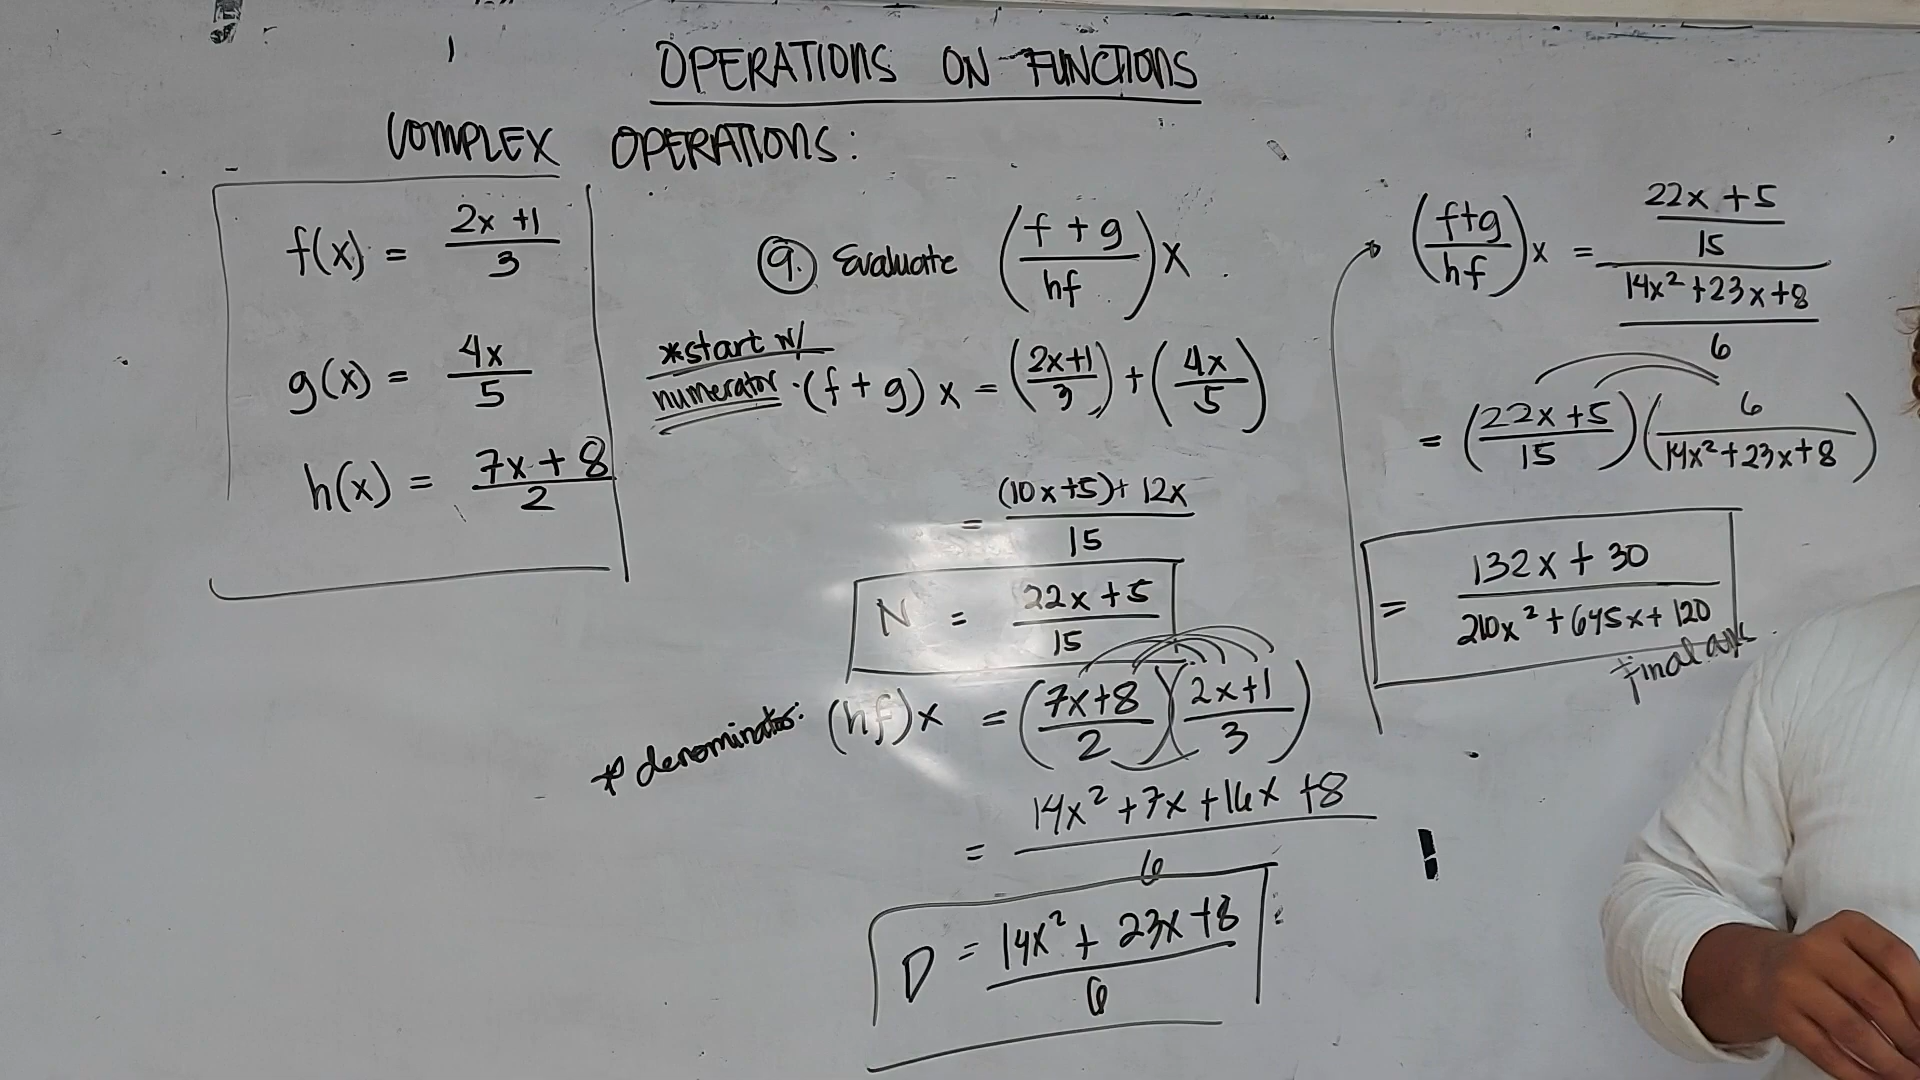 OPERATIONS ON FUNCTIONS
COMPLEX OPERATIONS:
f(x) = (2x+1)/3
g(x) = 4x/5
h(x) = (7x+8)/2
9. Evaluate ((f+g)/hf)x.
*start w/
numerator · (f+g)x = ((2x+1)/3) + (4x/5)
= ((10x+5)+12x)/15
N = (22x+5)/15
* denominator: (hf)x = ((7x+8)/2)((2x+1)/3)
= (14x²+7x+16x+8)/6
D = (14x²+23x+8)/6
((f+g)/hf)x = ((22x+5)/15)/((14x²+23x+8)/6)
= ((22x+5)/15)(6/(14x²+23x+8))
= (132x+30)/(210x²+645x+120)
final ans.